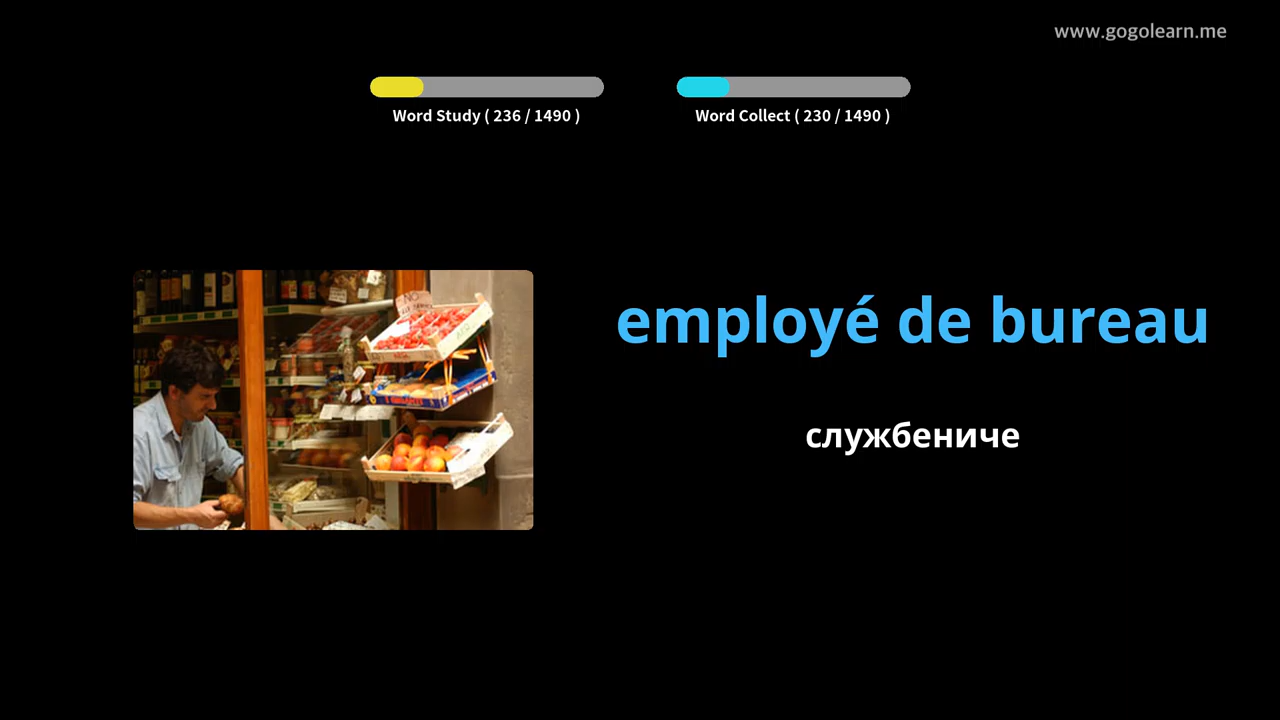 www.gogolearn.me
Word Study ( 236 / 1490 )
Word Collect ( 230 / 1490 )
employé de bureau
службениче